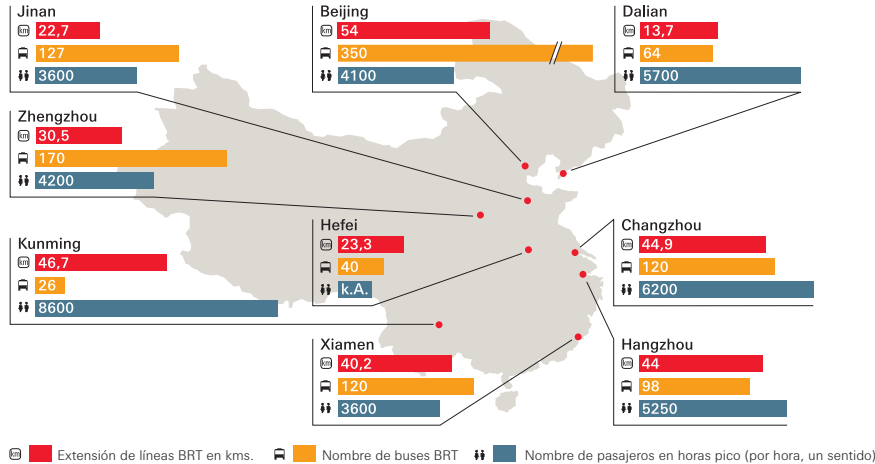 Jinan
km 22,7
127
3600
Beijing
km 54
350
4100
Dalian
km 13,7
64
5700
Zhengzhou
km 30,5
170
4200
Kunming
km 46,7
26
8600
Hefei
km 23,3
40
k.A.
Changzhou
km 44,9
120
6200
Xiamen
km 40,2
120
3600
Hangzhou
km 44
98
5250
km Extensión de líneas BRT en kms. Nombre de buses BRT Nombre de pasajeros en horas pico (por hora, un sentido)